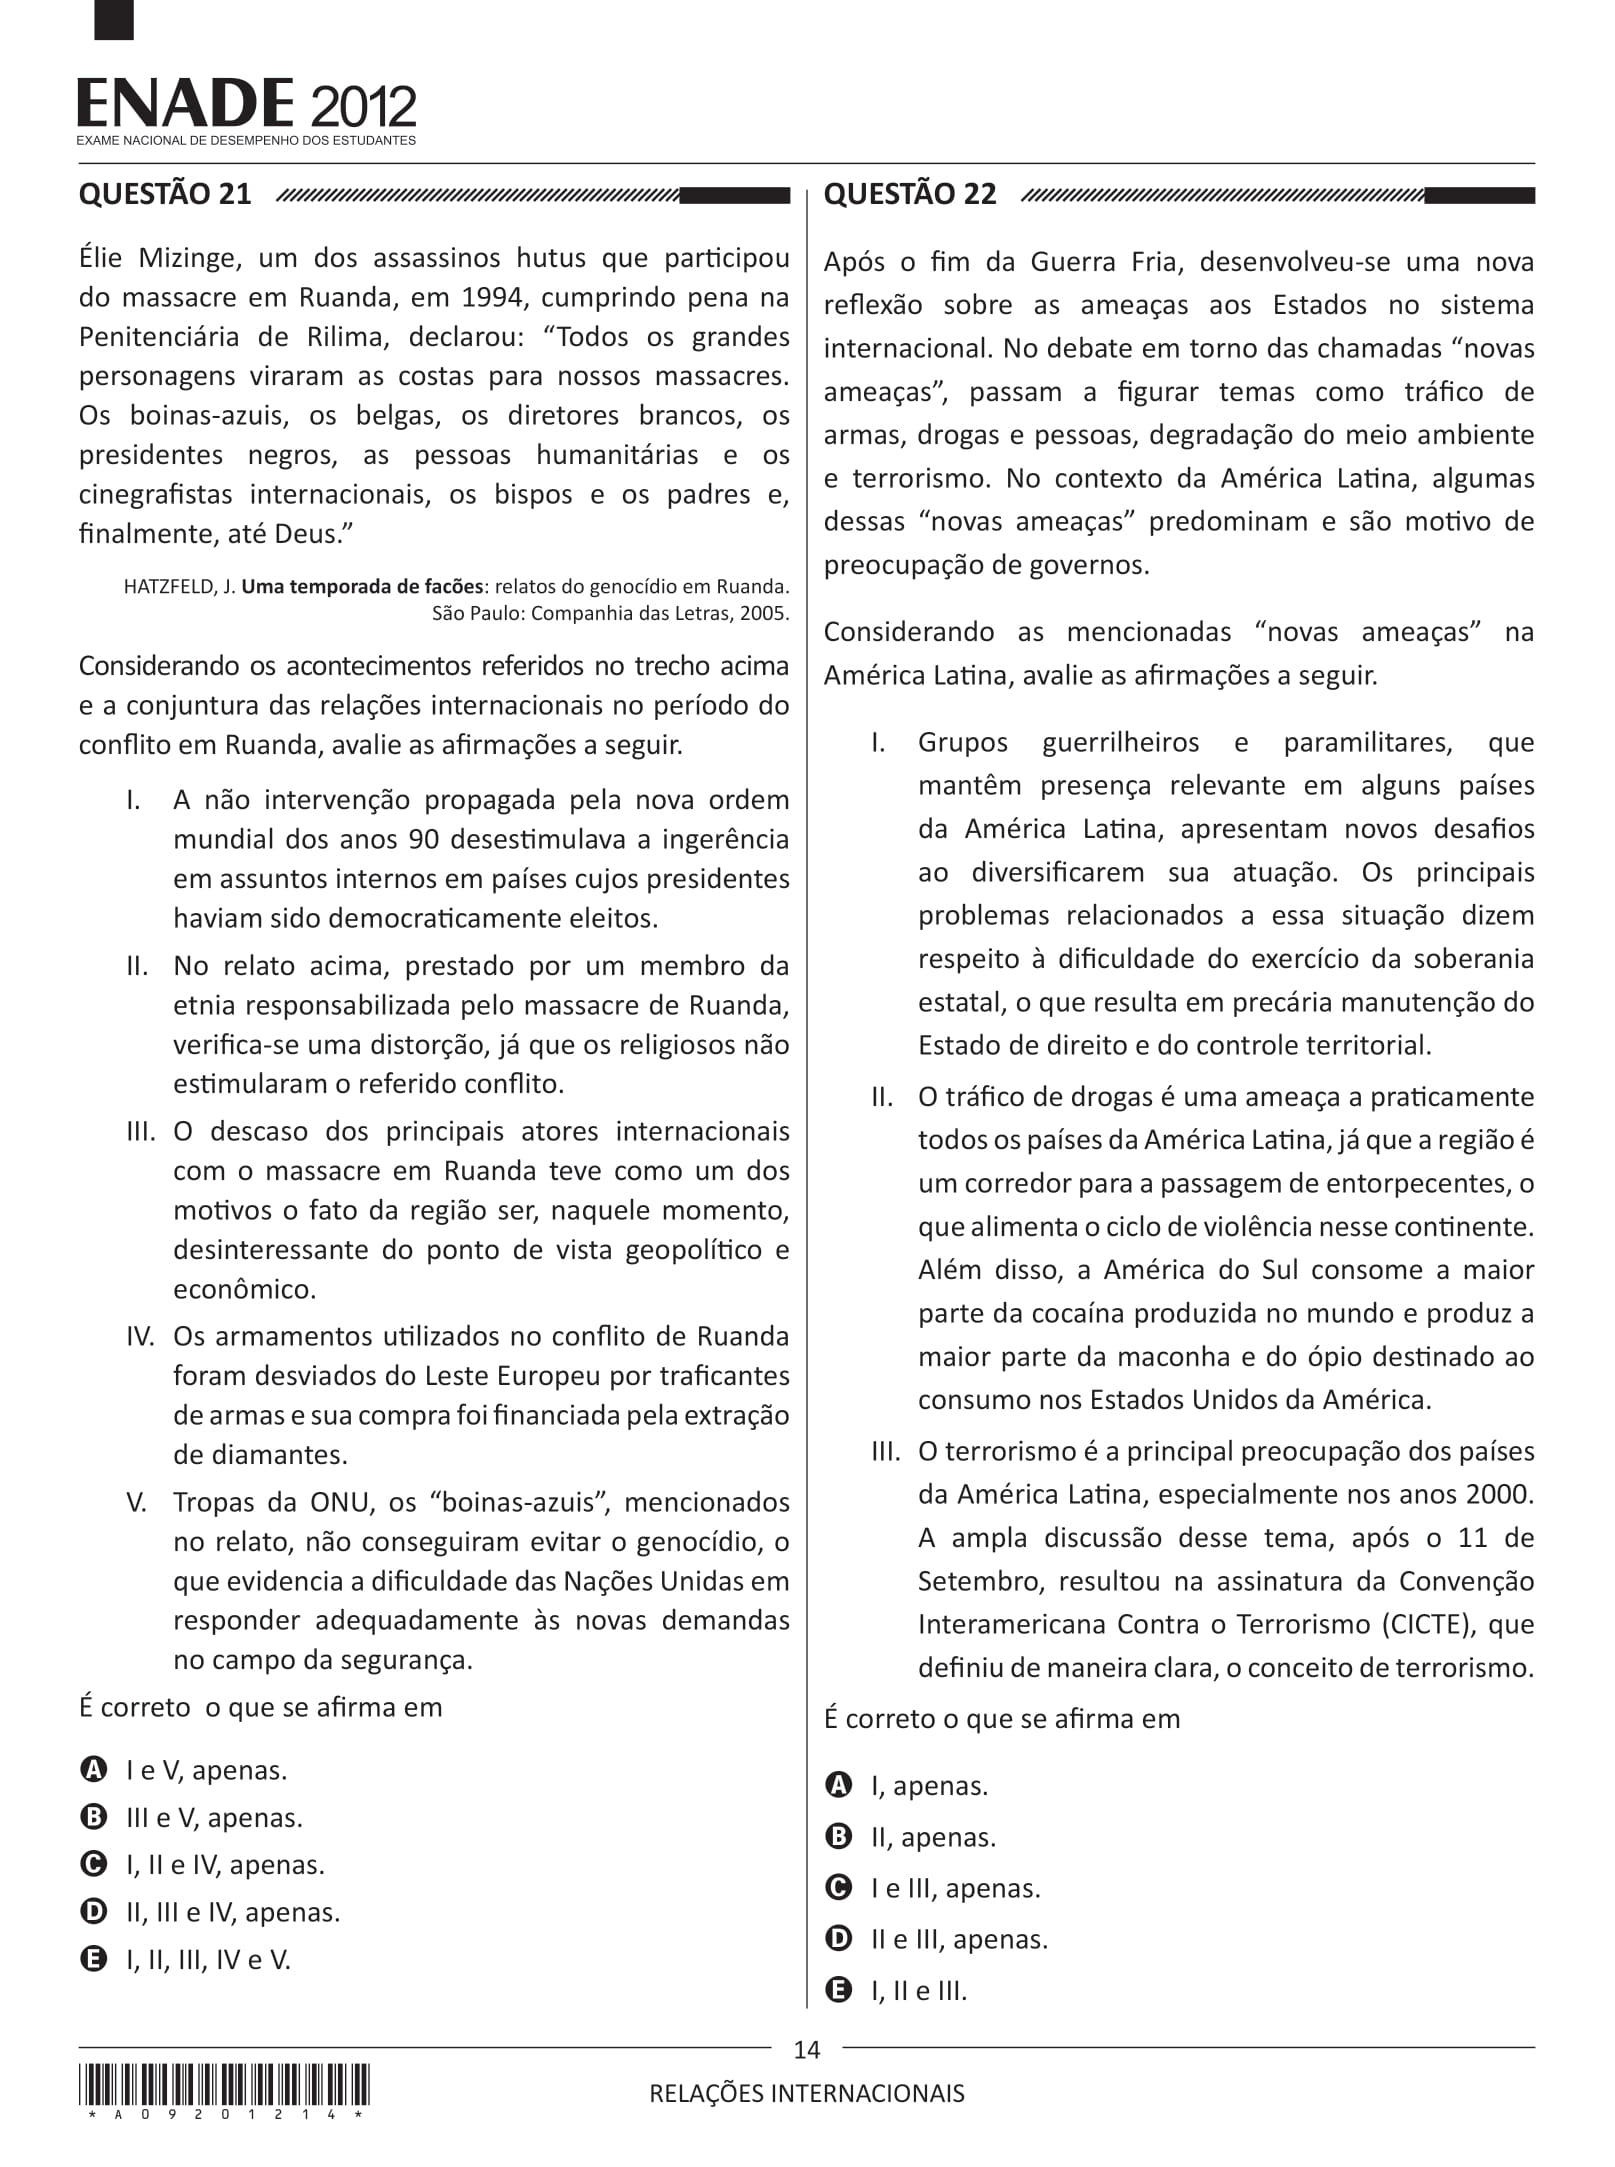 ENADE 2012
EXAME NACIONAL DE DESEMPENHO DOS ESTUDANTES
QUESTÃO 21
Élie Mizinge, um dos assassinos hutus que participou
do massacre em Ruanda, em 1994, cumprindo pena na
Penitenciária de Rilima, declarou: “Todos os grandes
personagens viraram as costas para nossos massacres.
Os boinas-azuis, os belgas, os diretores brancos, os
presidentes negros, as pessoas humanitárias e os
cinegrafistas internacionais, os bispos e os padres e,
finalmente, até Deus.”
HATZFELD, J. Uma temporada de facões: relatos do genocídio em Ruanda.
São Paulo: Companhia das Letras, 2005.
Considerando os acontecimentos referidos no trecho acima
e a conjuntura das relações internacionais no período do
conflito em Ruanda, avalie as afirmações a seguir.
I. A não intervenção propagada pela nova ordem
mundial dos anos 90 desestimulava a ingerência
em assuntos internos em países cujos presidentes
haviam sido democraticamente eleitos.
II. No relato acima, prestado por um membro da
etnia responsabilizada pelo massacre de Ruanda,
verifica-se uma distorção, já que os religiosos não
estimularam o referido conflito.
III. O descaso dos principais atores internacionais
com o massacre em Ruanda teve como um dos
motivos o fato da região ser, naquele momento,
desinteressante do ponto de vista geopolítico e
econômico.
IV. Os armamentos utilizados no conflito de Ruanda
foram desviados do Leste Europeu por traficantes
de armas e sua compra foi financiada pela extração
de diamantes.
V. Tropas da ONU, os “boinas-azuis”, mencionados
no relato, não conseguiram evitar o genocídio, o
que evidencia a dificuldade das Nações Unidas em
responder adequadamente às novas demandas
no campo da segurança.
É correto o que se afirma em
A I e V, apenas.
B III e V, apenas.
C I, II e IV, apenas.
D II, III e IV, apenas.
E I, II, III, IV e V.
QUESTÃO 22
Após o fim da Guerra Fria, desenvolveu-se uma nova
reflexão sobre as ameaças aos Estados no sistema
internacional. No debate em torno das chamadas “novas
ameaças”, passam a figurar temas como tráfico de
armas, drogas e pessoas, degradação do meio ambiente
e terrorismo. No contexto da América Latina, algumas
dessas “novas ameaças” predominam e são motivo de
preocupação de governos.
Considerando as mencionadas “novas ameaças” na
América Latina, avalie as afirmações a seguir.
I. Grupos guerrilheiros e paramilitares, que
mantêm presença relevante em alguns países
da América Latina, apresentam novos desafios
ao diversificarem sua atuação. Os principais
problemas relacionados a essa situação dizem
respeito à dificuldade do exercício da soberania
estatal, o que resulta em precária manutenção do
Estado de direito e do controle territorial.
II. O tráfico de drogas é uma ameaça a praticamente
todos os países da América Latina, já que a região é
um corredor para a passagem de entorpecentes, o
que alimenta o ciclo de violência nesse continente.
Além disso, a América do Sul consome a maior
parte da cocaína produzida no mundo e produz a
maior parte da maconha e do ópio destinado ao
consumo nos Estados Unidos da América.
III. O terrorismo é a principal preocupação dos países
da América Latina, especialmente nos anos 2000.
A ampla discussão desse tema, após o 11 de
Setembro, resultou na assinatura da Convenção
Interamericana Contra o Terrorismo (CICTE), que
definiu de maneira clara, o conceito de terrorismo.
É correto o que se afirma em
A I, apenas.
B II, apenas.
C I e III, apenas.
D II e III, apenas.
E I, II e III.
14
RELAÇÕES INTERNACIONAIS
* A 0 9 2 0 1 2 1 4 *